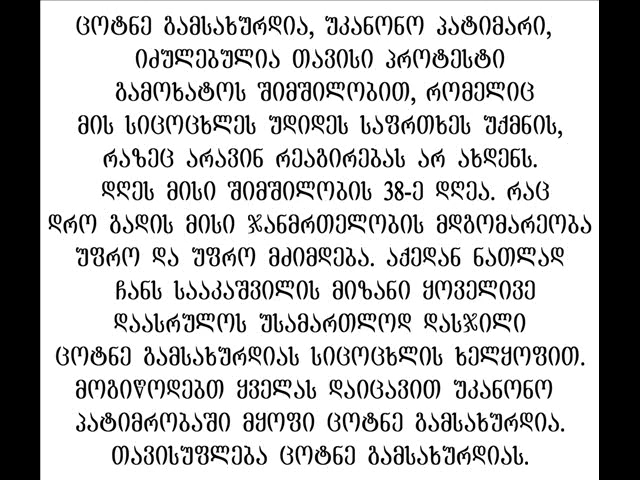 ცოტნე გამსახურდია, უკანონო პატიმარი,
იძულებულია თავისი პროტესტი
გამოხატოს შიმშილობით, რომელიც
მის სიცოცხლეს უდიდეს საფრთხეს უქმნის,
რაზეც არავინ რეაგირებას არ ახდენს.
დღეს მისი შიმშილობის 38-ე დღეა. რაც
დრო გადის მისი ჯანმრთელობის მდგომარეობა
უფრო და უფრო მძიმდება. აქედან ნათლად
ჩანს სააკაშვილის მიზანი ყოველივე
დაასრულოს უსამართლოდ დასჯილი
ცოტნე გამსახურდიას სიცოცხლის ხელყოფით.
მოგიწოდებთ ყველას დაიცავით უკანონო
პატიმრობაში მყოფი ცოტნე გამსახურდია.
თავისუფლება ცოტნე გამსახურდიას.